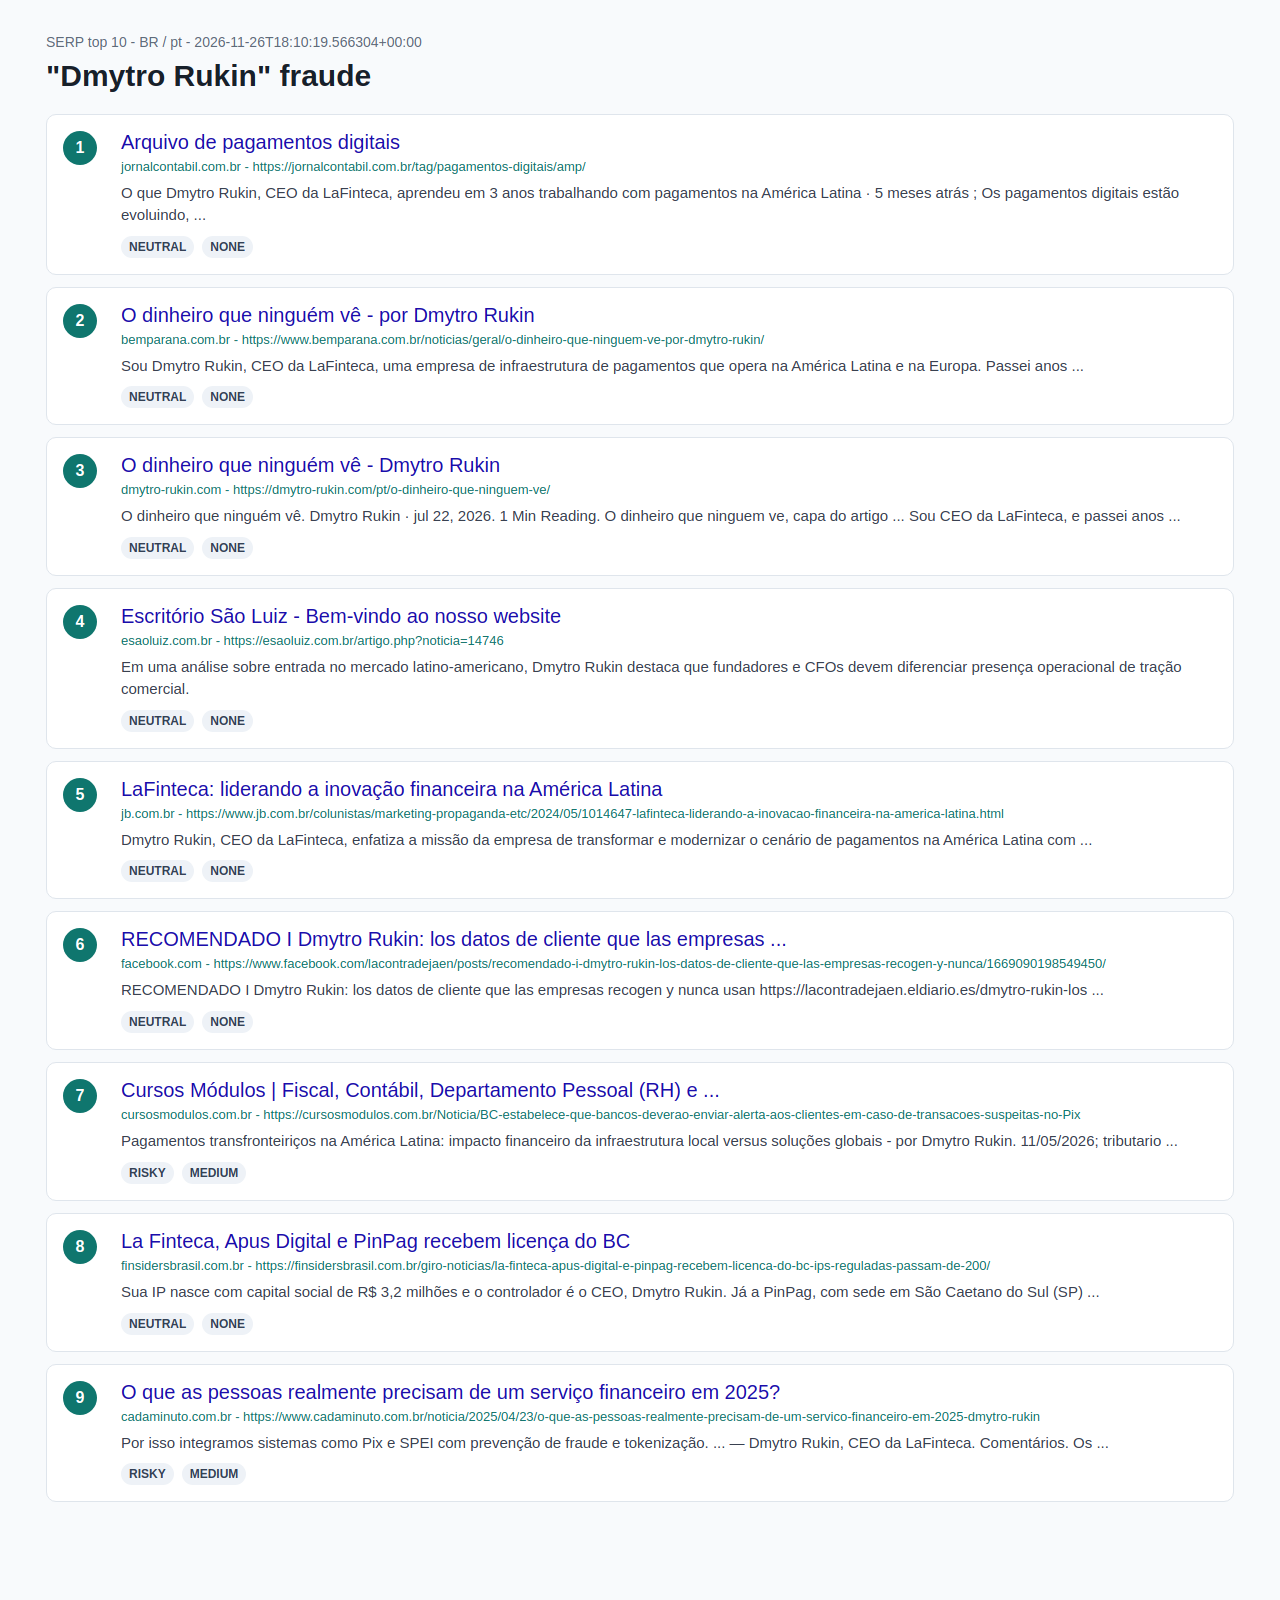 SERP top 10 - BR / pt - 2026-11-26T18:10:19.566304+00:00
"Dmytro Rukin" fraude
1
Arquivo de pagamentos digitais
jornalcontabil.com.br - https://jornalcontabil.com.br/tag/pagamentos-digitais/amp/
O que Dmytro Rukin, CEO da LaFinteca, aprendeu em 3 anos trabalhando com pagamentos na América Latina · 5 meses atrás ; Os pagamentos digitais estão
evoluindo, ...
NEUTRAL NONE
2
O dinheiro que ninguém vê - por Dmytro Rukin
bemparana.com.br - https://www.bemparana.com.br/noticias/geral/o-dinheiro-que-ninguem-ve-por-dmytro-rukin/
Sou Dmytro Rukin, CEO da LaFinteca, uma empresa de infraestrutura de pagamentos que opera na América Latina e na Europa. Passei anos ...
NEUTRAL NONE
3
O dinheiro que ninguém vê - Dmytro Rukin
dmytro-rukin.com - https://dmytro-rukin.com/pt/o-dinheiro-que-ninguem-ve/
O dinheiro que ninguém vê. Dmytro Rukin · jul 22, 2026. 1 Min Reading. O dinheiro que ninguem ve, capa do artigo ... Sou CEO da LaFinteca, e passei anos ...
NEUTRAL NONE
4
Escritório São Luiz - Bem-vindo ao nosso website
esaoluiz.com.br - https://esaoluiz.com.br/artigo.php?noticia=14746
Em uma análise sobre entrada no mercado latino-americano, Dmytro Rukin destaca que fundadores e CFOs devem diferenciar presença operacional de tração
comercial.
NEUTRAL NONE
5
LaFinteca: liderando a inovação financeira na América Latina
jb.com.br - https://www.jb.com.br/colunistas/marketing-propaganda-etc/2024/05/1014647-lafinteca-liderando-a-inovacao-financeira-na-america-latina.html
Dmytro Rukin, CEO da LaFinteca, enfatiza a missão da empresa de transformar e modernizar o cenário de pagamentos na América Latina com ...
NEUTRAL NONE
6
RECOMENDADO I Dmytro Rukin: los datos de cliente que las empresas ...
facebook.com - https://www.facebook.com/lacontradejaen/posts/recomendado-i-dmytro-rukin-los-datos-de-cliente-que-las-empresas-recogen-y-nunca/1669090198549450/
RECOMENDADO I Dmytro Rukin: los datos de cliente que las empresas recogen y nunca usan https://lacontradejaen.eldiario.es/dmytro-rukin-los ...
NEUTRAL NONE
7
Cursos Módulos | Fiscal, Contábil, Departamento Pessoal (RH) e ...
cursosmodulos.com.br - https://cursosmodulos.com.br/Noticia/BC-estabelece-que-bancos-deverao-enviar-alerta-aos-clientes-em-caso-de-transacoes-suspeitas-no-Pix
Pagamentos transfronteiriços na América Latina: impacto financeiro da infraestrutura local versus soluções globais - por Dmytro Rukin. 11/05/2026; tributario ...
RISKY MEDIUM
8
La Finteca, Apus Digital e PinPag recebem licença do BC
finsidersbrasil.com.br - https://finsidersbrasil.com.br/giro-noticias/la-finteca-apus-digital-e-pinpag-recebem-licenca-do-bc-ips-reguladas-passam-de-200/
Sua IP nasce com capital social de R$ 3,2 milhões e o controlador é o CEO, Dmytro Rukin. Já a PinPag, com sede em São Caetano do Sul (SP) ...
NEUTRAL NONE
9
O que as pessoas realmente precisam de um serviço financeiro em 2025?
cadaminuto.com.br - https://www.cadaminuto.com.br/noticia/2025/04/23/o-que-as-pessoas-realmente-precisam-de-um-servico-financeiro-em-2025-dmytro-rukin
Por isso integramos sistemas como Pix e SPEI com prevenção de fraude e tokenização. ... — Dmytro Rukin, CEO da LaFinteca. Comentários. Os ...
RISKY MEDIUM